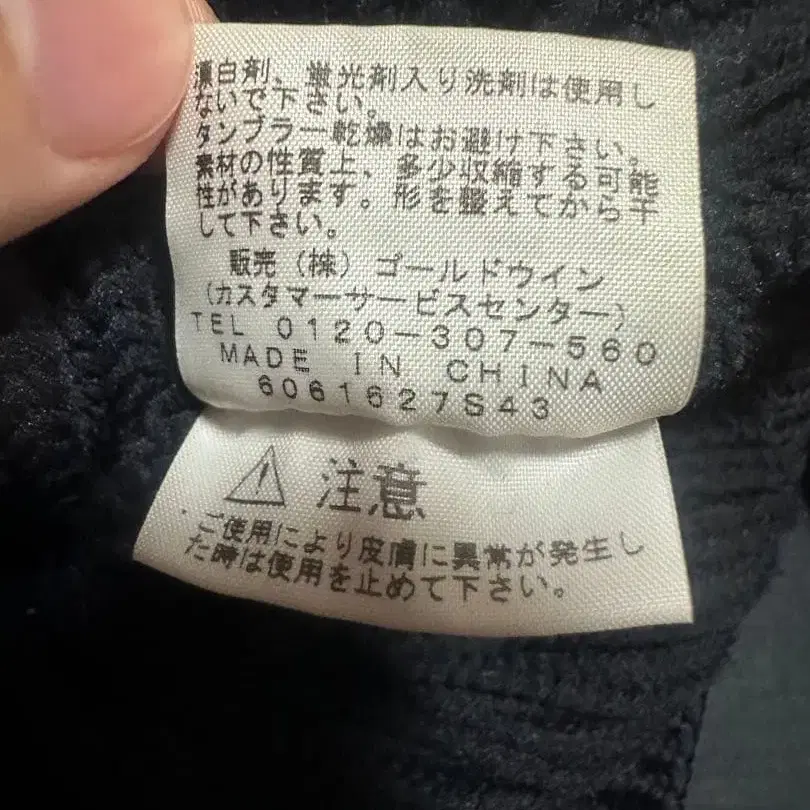 漂白剤、蛍光剤入り洗剤は使用し
ないで下さい。
タンブラー乾燥はお避け下さい。
素材の性質上、多少収縮する可能
性があります。形を整えてから干
して下さい。
販売（株）ゴールドウイン
（カスタマーサービスセンター）
TEL 0120-307-560
MADE IN CHINA
6061627S43
注意
・ご使用により皮膚に異常が発生し
た時は使用を止めて下さい。